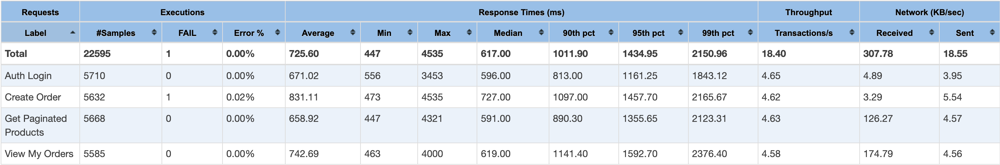 Requests Executions Response Times (ms) Throughput Network (KB/sec)
Label #Samples FAIL Error % Average Min Max Median 90th pct 95th pct 99th pct Transactions/s Received Sent
Total 22595 1 0.00% 725.60 447 4535 617.00 1011.90 1434.95 2150.96 18.40 307.78 18.55
Auth Login 5710 0 0.00% 671.02 556 3453 596.00 813.00 1161.25 1843.12 4.65 4.89 3.95
Create Order 5632 1 0.02% 831.11 473 4535 727.00 1097.00 1457.70 2165.67 4.62 3.29 5.54
Get Paginated 5668 0 0.00% 658.92 447 4321 591.00 890.30 1355.65 2123.31 4.63 126.27 4.57
Products
View My Orders 5585 0 0.00% 742.69 463 4000 619.00 1141.40 1592.70 2376.40 4.58 174.79 4.56